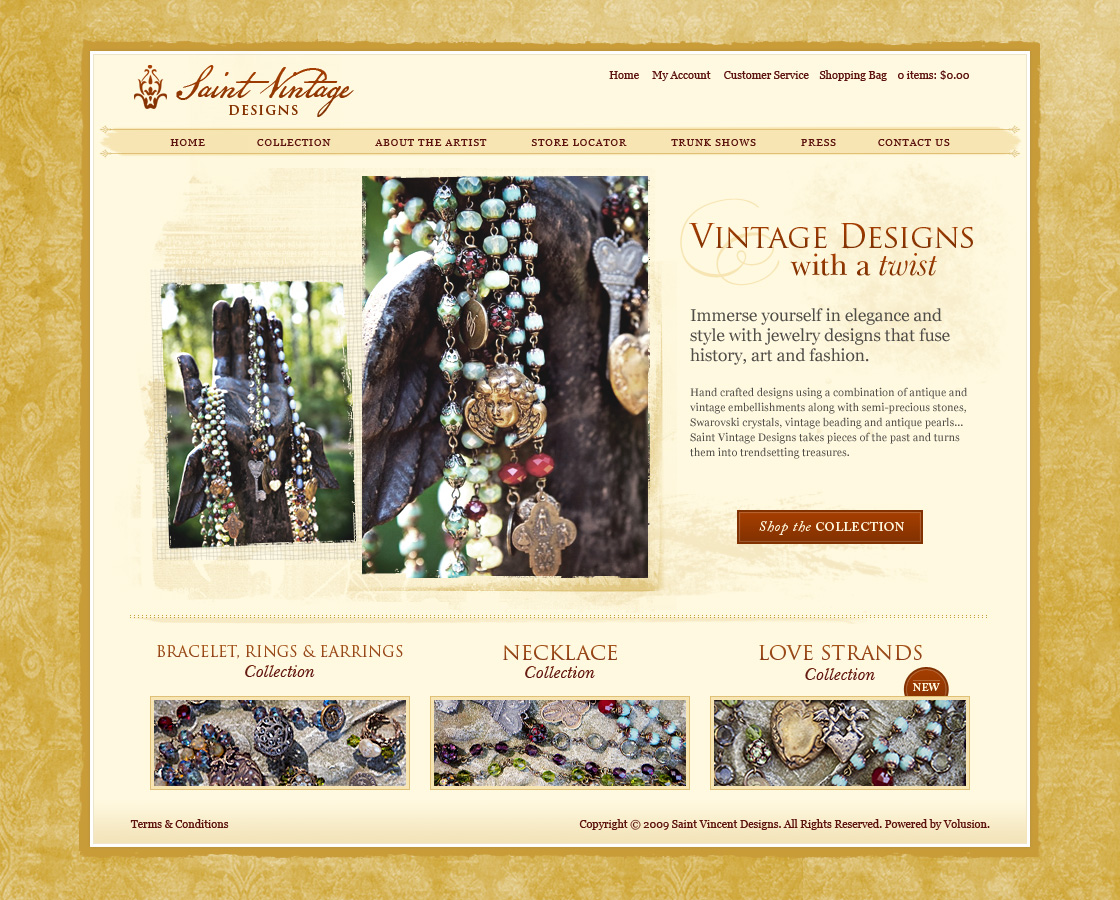 Saint Vintage
DESIGNS
Home My Account Customer Service Shopping Bag 0 items: $0.00
HOME COLLECTION ABOUT THE ARTIST STORE LOCATOR TRUNK SHOWS PRESS CONTACT US
VINTAGE DESIGNS
with a twist
Immerse yourself in elegance and
style with jewelry designs that fuse
history, art and fashion.
Hand crafted designs using a combination of antique and
vintage embellishments along with semi-precious stones,
Swarovski crystals, vintage beading and antique pearls...
Saint Vintage Designs takes pieces of the past and turns
them into trendsetting treasures.
Shop the COLLECTION
BRACELET, RINGS & EARRINGS
Collection
NECKLACE
Collection
LOVE STRANDS
Collection
NEW
Terms & Conditions
Copyright © 2009 Saint Vincent Designs. All Rights Reserved. Powered by Volusion.